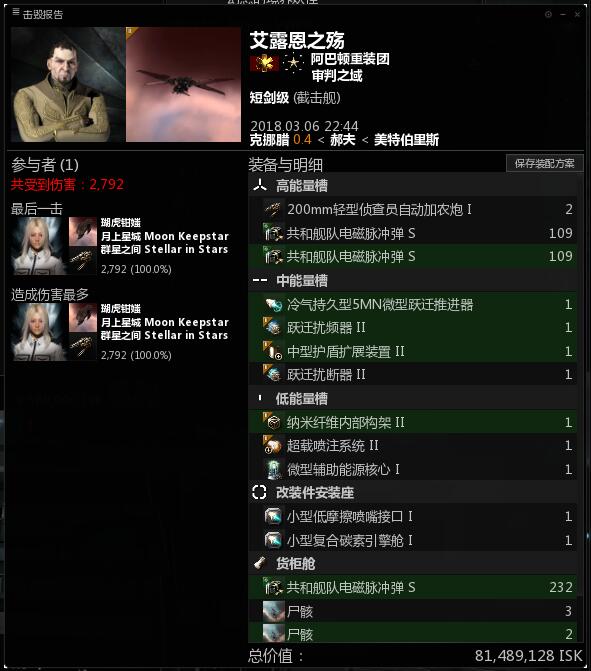 击毁报告
艾露恩之殇
阿巴顿重装团
审判之域
短剑级 (截击舰)
2018.03.06 22:44
克挪腊 0.4 < 郝夫 < 美特伯里斯
参与者 (1)
共受到伤害：2,792
最后一击
瑚虎钳嫤
月上星城 Moon Keepstar
群星之间 Stellar in Stars
2,792 (100.0%)
造成伤害最多
瑚虎钳嫤
月上星城 Moon Keepstar
群星之间 Stellar in Stars
2,792 (100.0%)
装备与明细
保存装配方案
高能量槽
200mm轻型侦查员自动加农炮 I 2
共和舰队电磁脉冲弹 S 109
共和舰队电磁脉冲弹 S 109
中能量槽
冷气持久型5MN微型跃迁推进器 1
跃迁扰频器 II 1
中型护盾扩展装置 II 1
跃迁扰断器 II 1
低能量槽
纳米纤维内部构架 II 1
超载喷注系统 II 1
微型辅助能源核心 I 1
改装件安装座
小型低摩擦喷嘴接口 I 1
小型复合碳素引擎舱 I 1
货柜舱
共和舰队电磁脉冲弹 S 232
尸骸 3
尸骸 2
总价值： 81,489,128 ISK